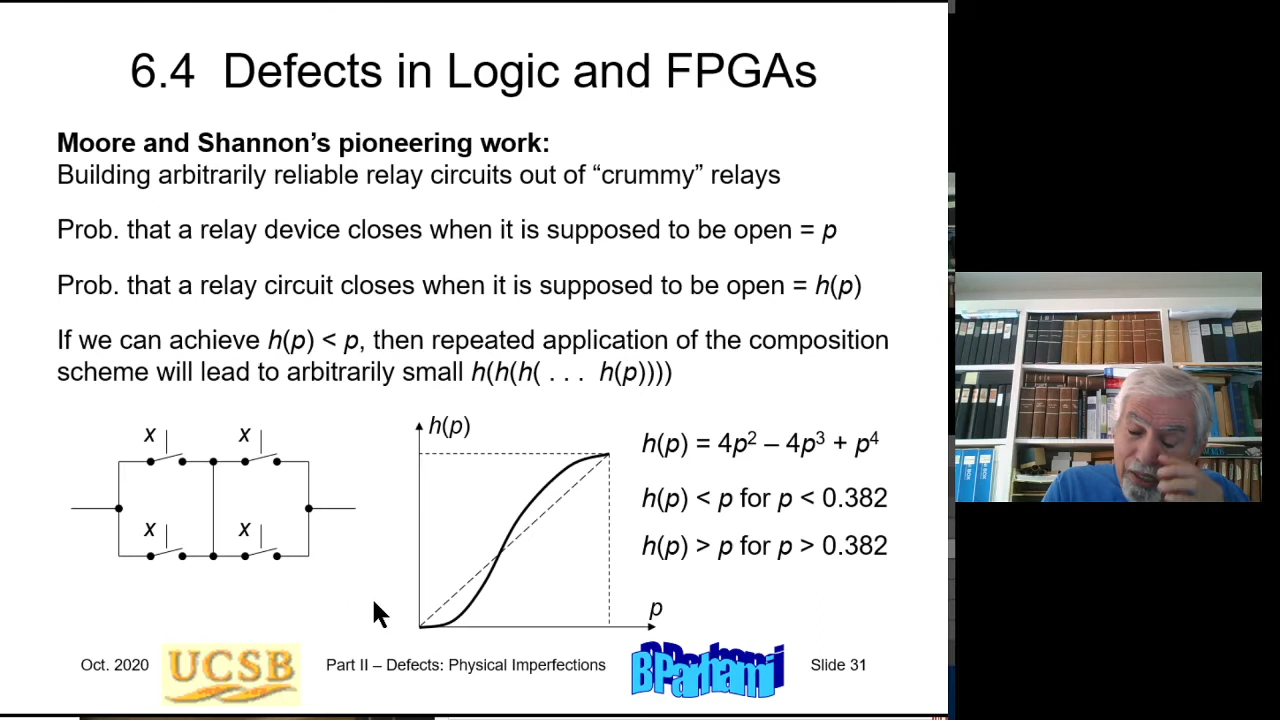 6.4 Defects in Logic and FPGAs
Moore and Shannon’s pioneering work:
Building arbitrarily reliable relay circuits out of “crummy” relays
Prob. that a relay device closes when it is supposed to be open = p
Prob. that a relay circuit closes when it is supposed to be open = h(p)
If we can achieve h(p) < p, then repeated application of the composition
scheme will lead to arbitrarily small h(h(h( . . . h(p))))
x x
x x
h(p)
p
h(p) = 4p² – 4p³ + p⁴
h(p) < p for p < 0.382
h(p) > p for p > 0.382
Oct. 2020
UCSB
Part II – Defects: Physical Imperfections
BParhami
Slide 31